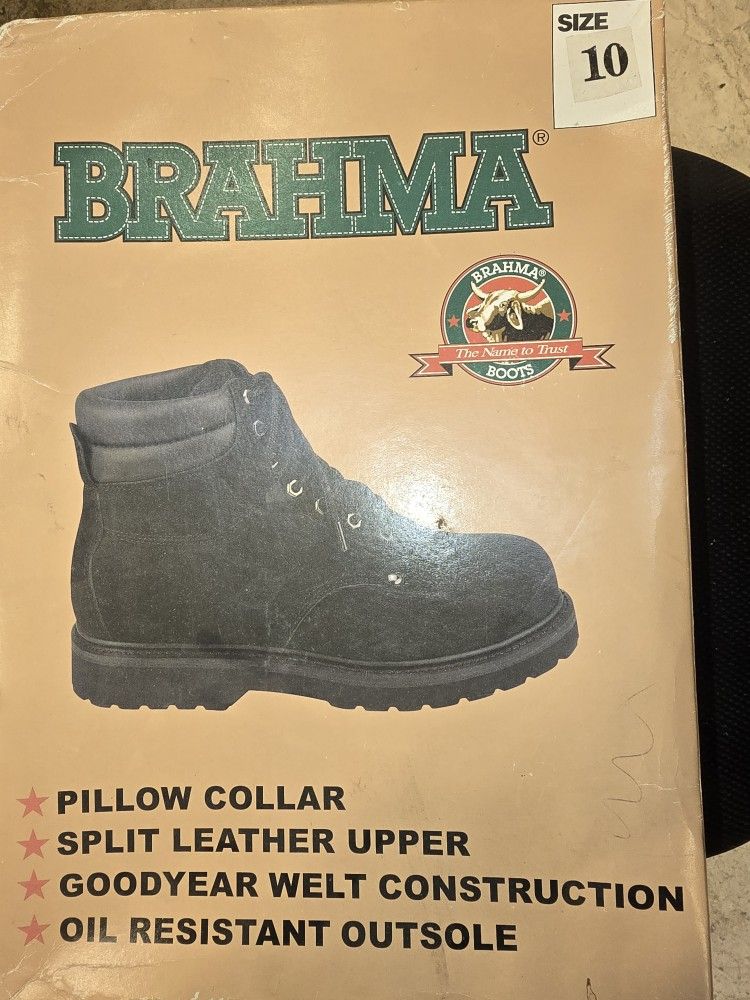 SIZE
10
BRAHMA®
BRAHMA®
The Name to Trust
BOOTS
PILLOW COLLAR
SPLIT LEATHER UPPER
GOODYEAR WELT CONSTRUCTION
OIL RESISTANT OUTSOLE